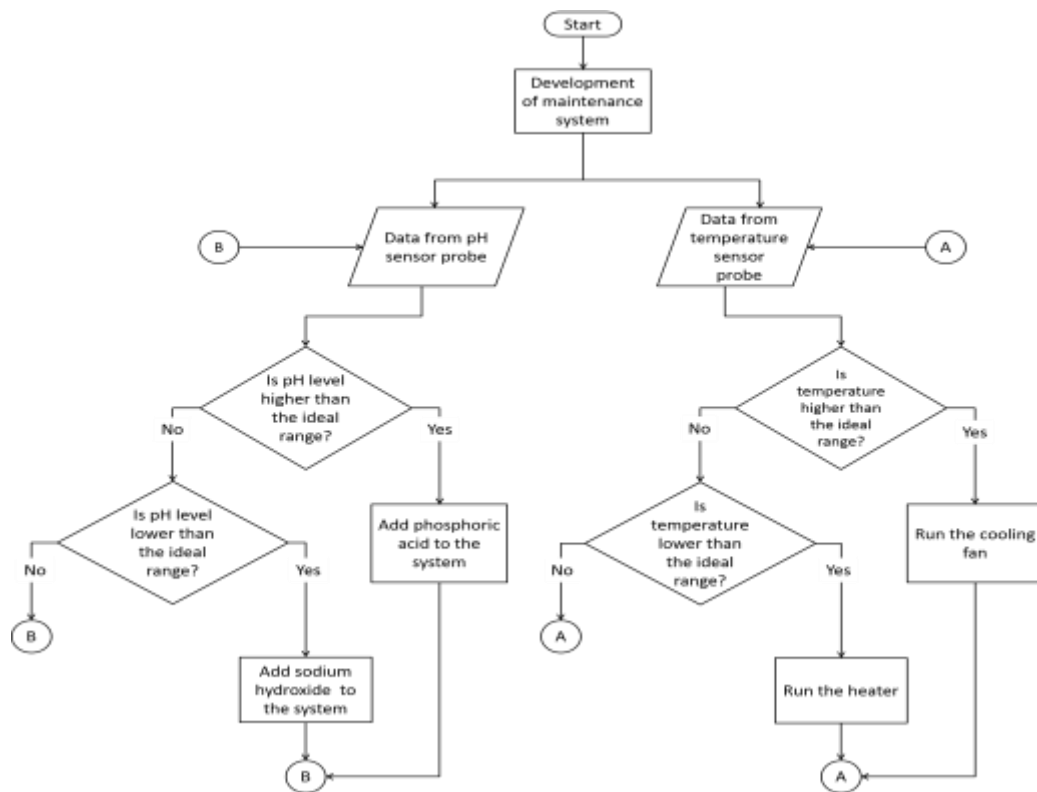 Start
Development
of maintenance
system
B
Data from pH
sensor probe
Data from
temperature
sensor
probe
A
Is pH level
higher than
the ideal
range?
No
Yes
Is
temperature
higher than
the ideal
range?
No
Yes
Is pH level
lower than
the ideal
range?
No
Yes
Add phosphoric
acid to the
system
Is
temperature
lower than
the ideal
range?
No
Yes
Run the cooling
fan
B
A
Add sodium
hydroxide to
the system
Run the heater
B
A